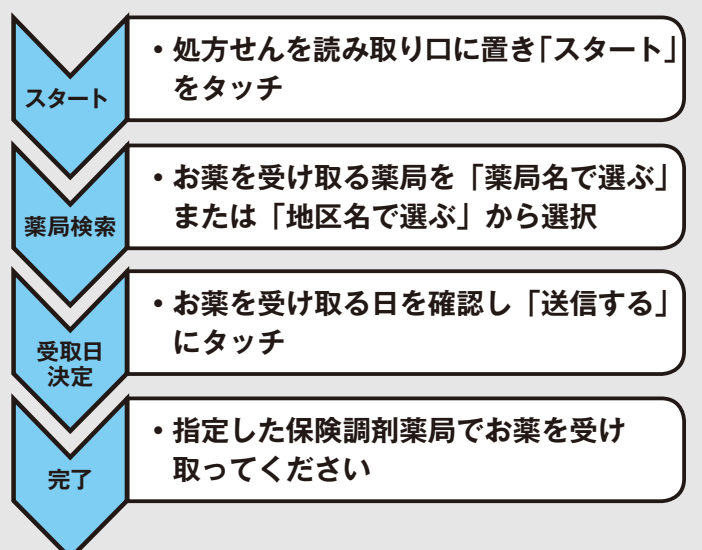 スタート
・処方せんを読み取り口に置き「スタート」
をタッチ
薬局検索
・お薬を受け取る薬局を「薬局名で選ぶ」
または「地区名で選ぶ」から選択
受取日
決定
・お薬を受け取る日を確認し「送信する」
にタッチ
完了
・指定した保険調剤薬局でお薬を受け
取ってください